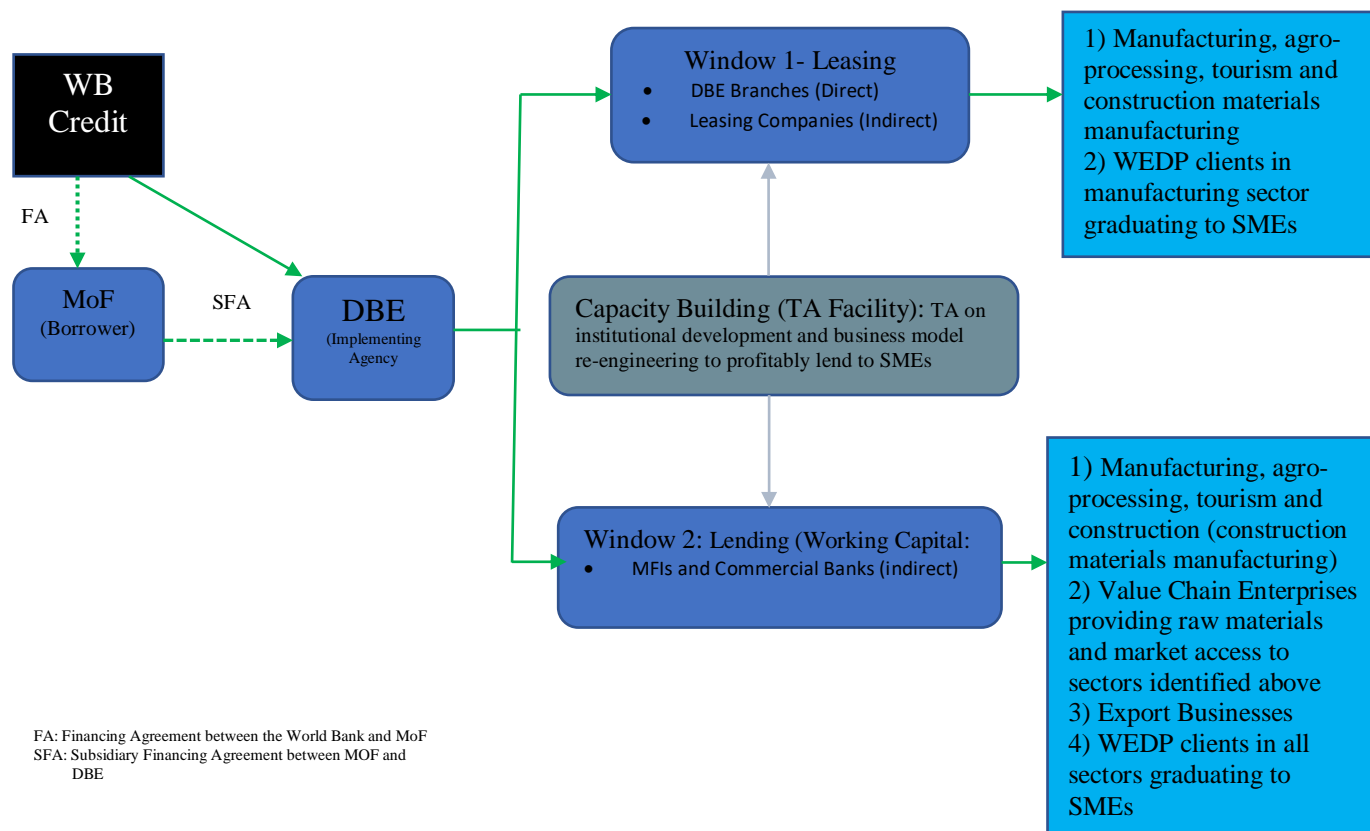 WB
Credit
FA
MoF
(Borrower)
SFA
DBE
(Implementing
Agency
Window 1- Leasing
• DBE Branches (Direct)
• Leasing Companies (Indirect)
Capacity Building (TA Facility): TA on
institutional development and business model
re-engineering to profitably lend to SMEs
Window 2: Lending (Working Capital:
• MFIs and Commercial Banks (indirect)
1) Manufacturing, agro-
processing, tourism and
construction materials
manufacturing
2) WEDP clients in
manufacturing sector
graduating to SMEs
1) Manufacturing, agro-
processing, tourism and
construction (construction
materials manufacturing)
2) Value Chain Enterprises
providing raw materials
and market access to
sectors identified above
3) Export Businesses
4) WEDP clients in all
sectors graduating to
SMEs
FA: Financing Agreement between the World Bank and MoF
SFA: Subsidiary Financing Agreement between MOF and
DBE